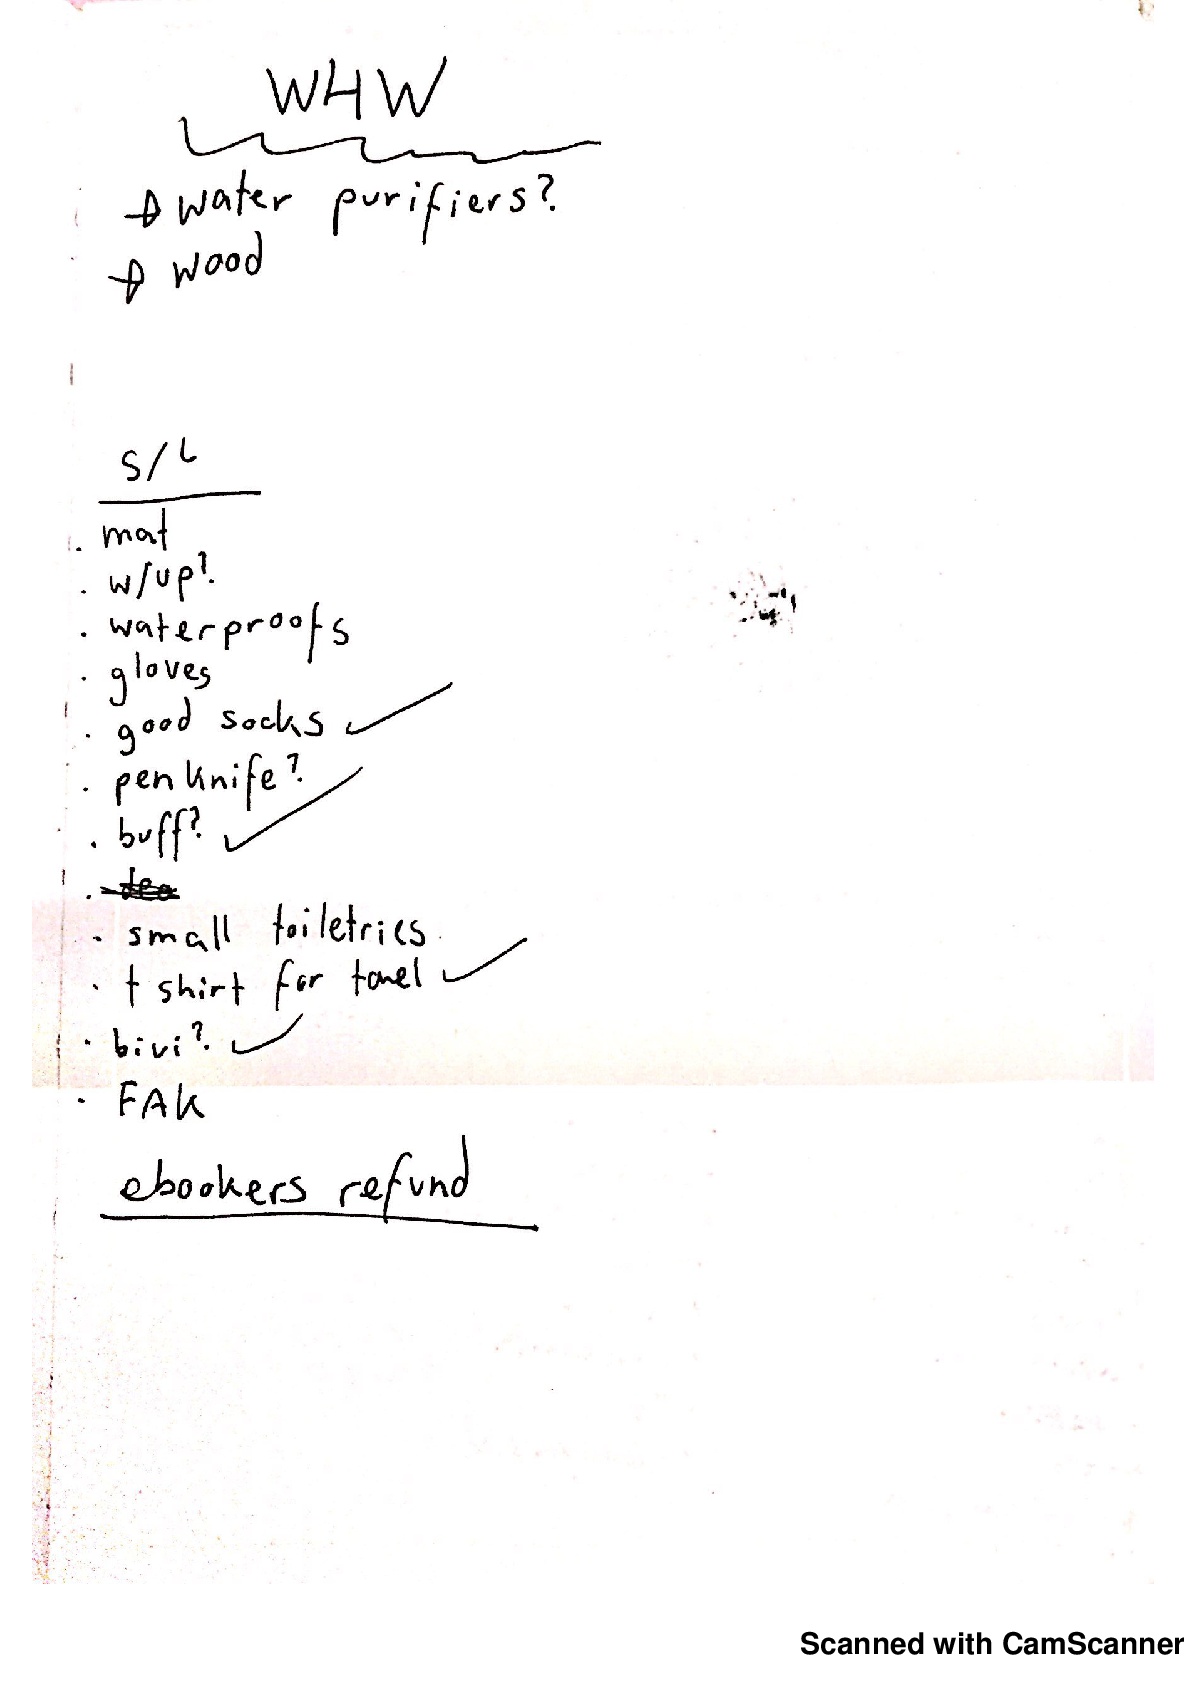 WHW
→ water purifiers?
→ wood
S/L
. mat
. w/up?
. waterproofs
. gloves
. good socks ✓
. pen knife?
. buff? ✓
.
. small toiletries
. t shirt for towel ✓
. bivi? ✓
. FAK
ebookers refund
Scanned with CamScanner